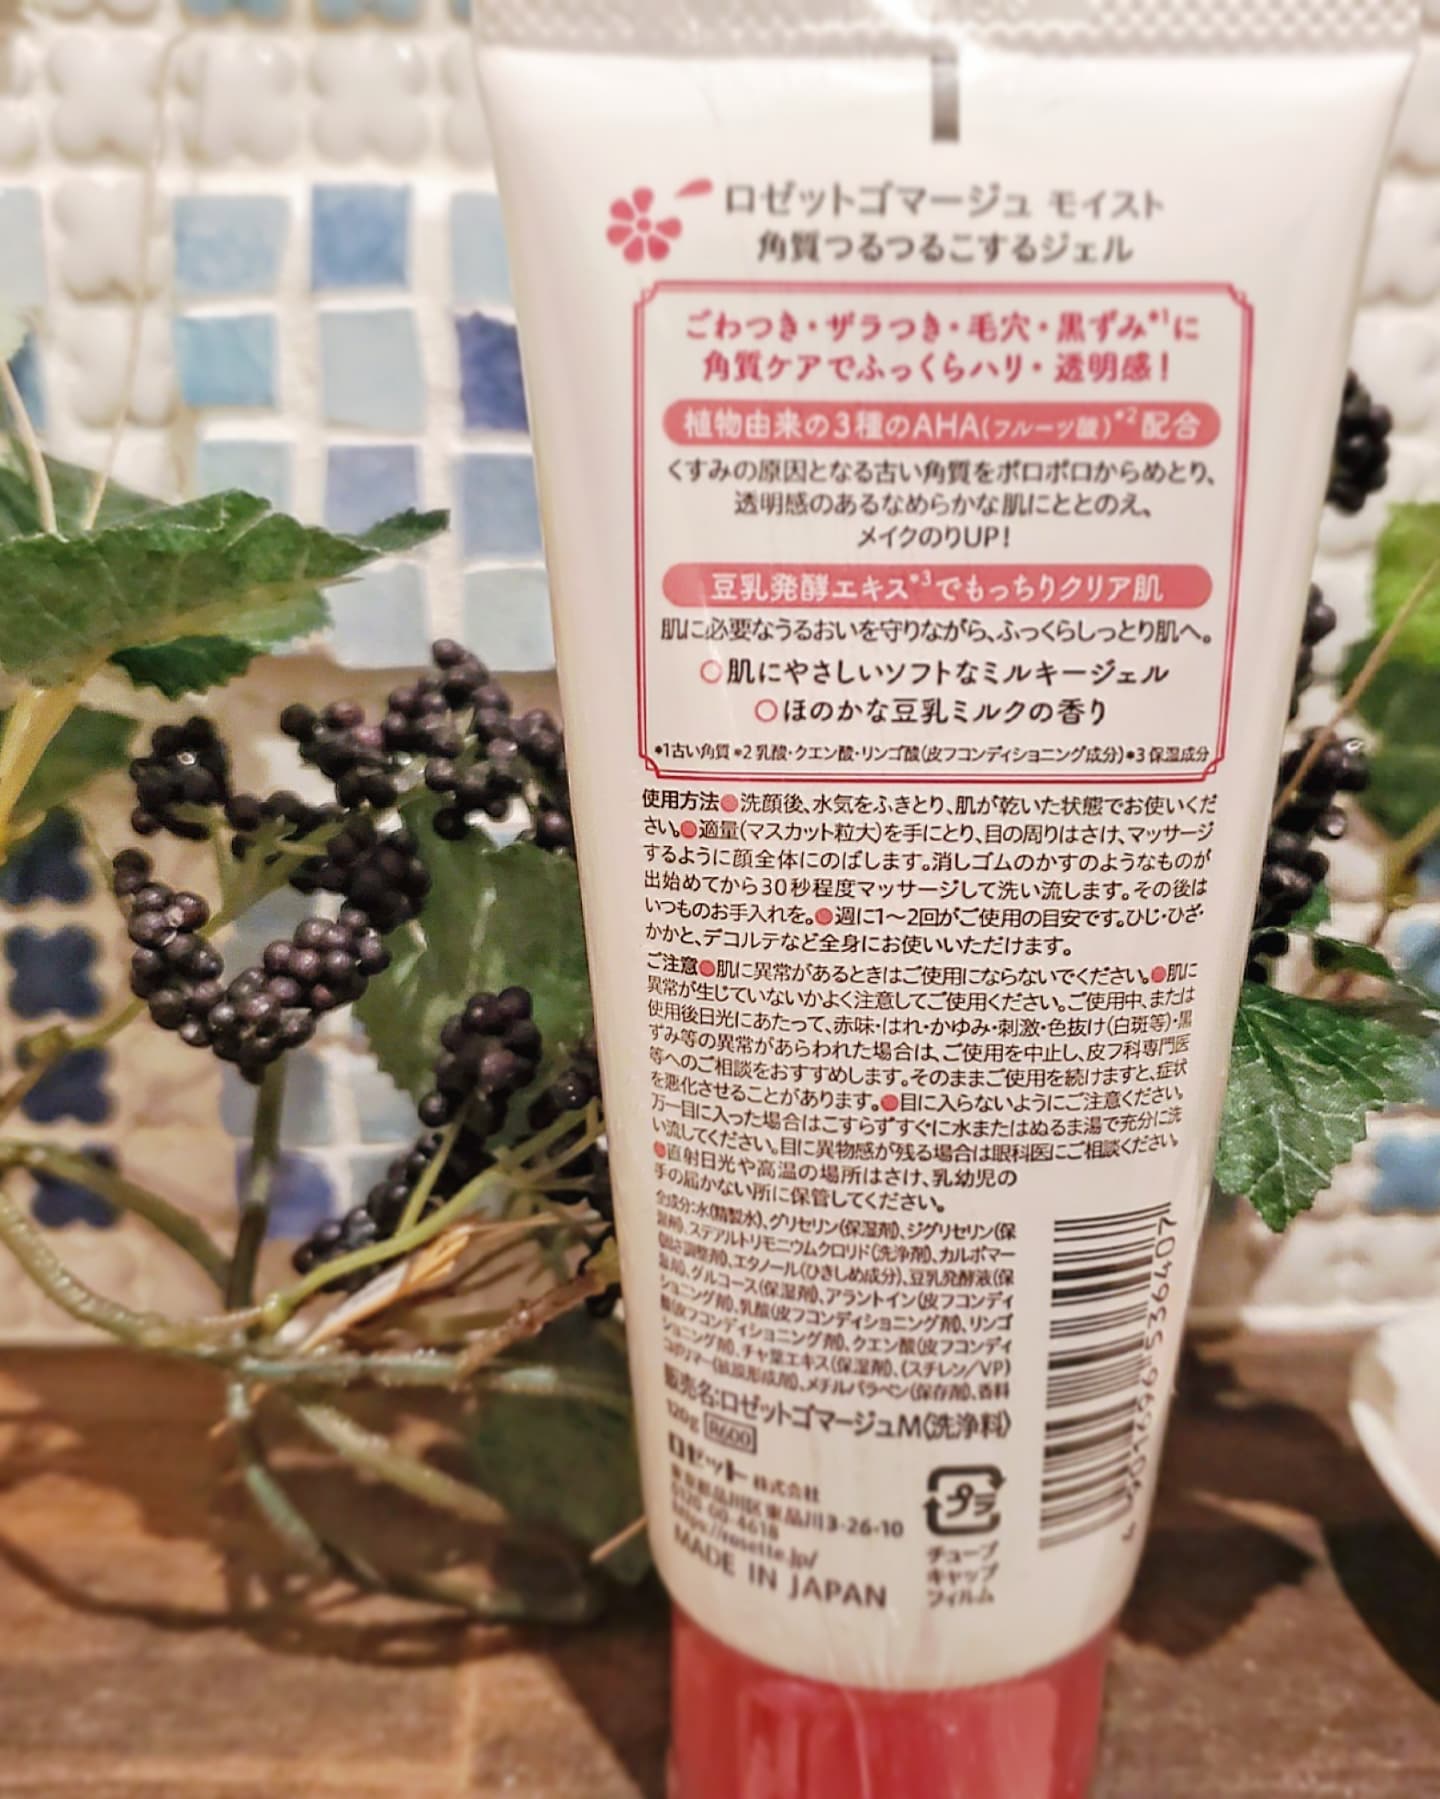 ロゼットゴマージュ モイスト
角質つるつるこするジェル
ごわつき・ザラつき・毛穴・黒ずみ*1に
角質ケアでふっくらハリ・透明感！
植物由来の3種のAHA(フルーツ酸)*2配合
くすみの原因となる古い角質をポロポロからめとり、
透明感のあるなめらかな肌にととのえ、
メイクのりUP！
豆乳発酵エキス*3でもっちりクリア肌
肌に必要なうるおいを守りながら、ふっくらしっとり肌へ。
○肌にやさしいソフトなミルキージェル
○ほのかな豆乳ミルクの香り
*1古い角質 *2 乳酸・クエン酸・リンゴ酸(皮フコンディショニング成分)*3 保湿成分
使用方法●洗顔後、水気をふきとり、肌が乾いた状態でお使いくだ
さい。●適量(マスカット粒大)を手にとり、目の周りはさけ、マッサージ
するように顔全体にのばします。消しゴムのかすのようなものが
出始めてから30秒程度マッサージして洗い流します。その後は
いつものお手入れを。●週に1〜2回がご使用の目安です。ひじ・ひざ・
かかと、デコルテなど全身にお使いいただけます。
ご注意●肌に異常があるときはご使用にならないでください。●肌に
異常が生じていないかよく注意してご使用ください。ご使用中、または
使用後日光にあたって、赤味・はれ・かゆみ・刺激・色抜け(白斑等)・黒
ずみ等の異常があらわれた場合は、ご使用を中止し、皮フ科専門医
等へのご相談をおすすめします。そのままご使用を続けますと、症状
を悪化させることがあります。●目に入らないようにご注意ください。
万一目に入った場合はこすらずすぐに水またはぬるま湯で充分に洗
い流してください。目に異物感が残る場合は眼科医にご相談ください。
●直射日光や高温の場所はさけ、乳幼児の
手の届かない所に保管してください。
全成分:水(精製水)、グリセリン(保湿剤)、ジグリセリン(保
湿剤)、ステアルトリモニウムクロリド(洗浄剤)、カルボマー
(固さ調整剤)、エタノール(ひきしめ成分)、豆乳発酵液(保
湿剤)、グルコース(保湿剤)、アラントイン(皮フコンディ
ショニング剤)、乳酸(皮フコンディショニング剤)、リンゴ
酸(皮フコンディショニング剤)、クエン酸(皮フコンディ
ショニング剤)、チャ葉エキス(保湿剤)、(スチレン/VP)
コポリマー(皮膜形成剤)、メチルパラベン(保存剤)、香料
販売名:ロゼットゴマージュM(洗浄料)
120g R600
ロゼット 株式会社
東京都品川区東品川3-26-10
0120-00-4618
https://rosette.jp/
MADE IN JAPAN
プラ
チューブ
キャップ
フィルム